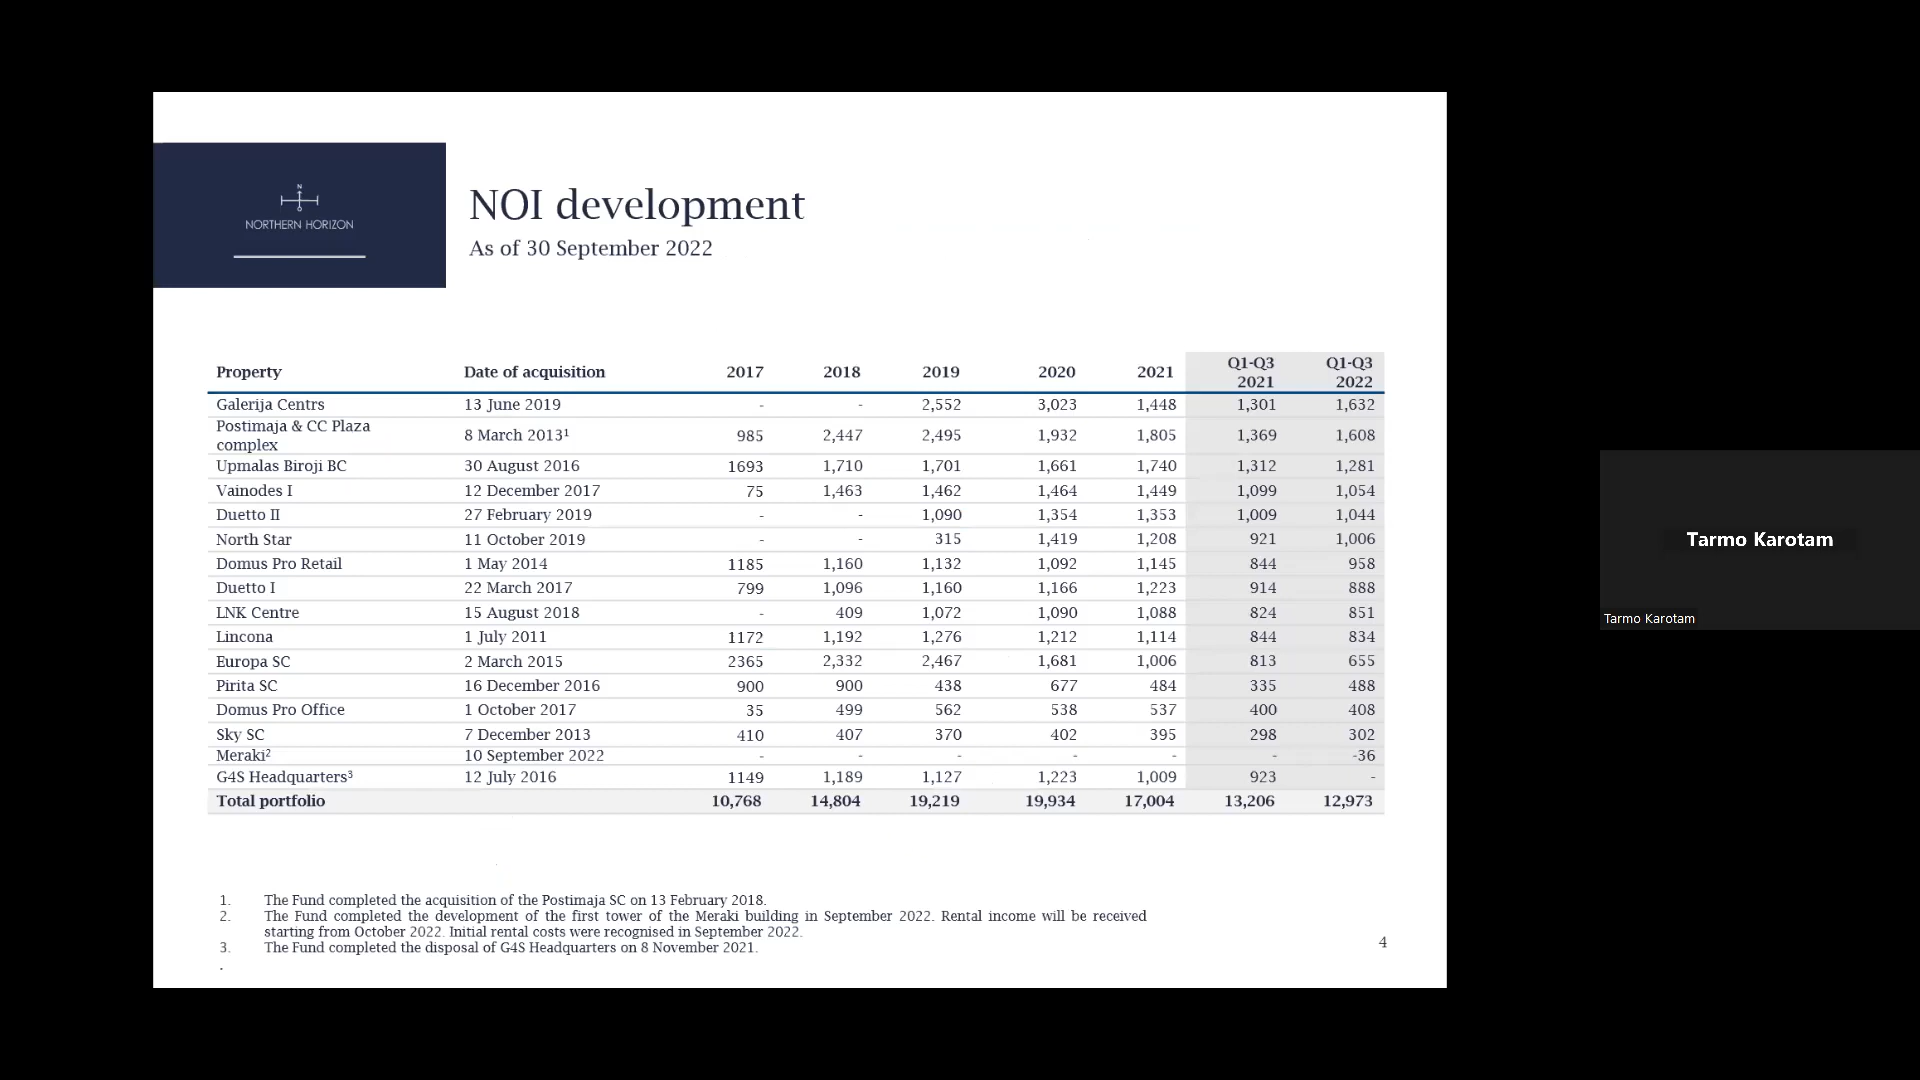 N
O
NORTHERN HORIZON
NOI development
As of 30 September 2022
Property Date of acquisition 2017 2018 2019 2020 2021 Q1-Q3 2021 Q1-Q3 2022
Galerija Centrs 13 June 2019 - - 2,552 3,023 1,448 1,301 1,632
Postimaja & CC Plaza complex 8 March 2013¹ 985 2,447 2,495 1,932 1,805 1,369 1,608
Upmalas Biroji BC 30 August 2016 1693 1,710 1,701 1,661 1,740 1,312 1,281
Vainodes I 12 December 2017 75 1,463 1,462 1,464 1,449 1,099 1,054
Duetto II 27 February 2019 - - 1,090 1,354 1,353 1,009 1,044
North Star 11 October 2019 - - 315 1,419 1,208 921 1,006
Domus Pro Retail 1 May 2014 1185 1,160 1,132 1,092 1,145 844 958
Duetto I 22 March 2017 799 1,096 1,160 1,166 1,223 914 888
LNK Centre 15 August 2018 - 409 1,072 1,090 1,088 824 851
Lincona 1 July 2011 1172 1,192 1,276 1,212 1,114 844 834
Europa SC 2 March 2015 2365 2,332 2,467 1,681 1,006 813 655
Pirita SC 16 December 2016 900 900 438 677 484 335 488
Domus Pro Office 1 October 2017 35 499 562 538 537 400 408
Sky SC 7 December 2013 410 407 370 402 395 298 302
Meraki² 10 September 2022 - - - - - - -36
G4S Headquarters³ 12 July 2016 1149 1,189 1,127 1,223 1,009 923 -
Total portfolio 10,768 14,804 19,219 19,934 17,004 13,206 12,973
1. The Fund completed the acquisition of the Postimaja SC on 13 February 2018.
2. The Fund completed the development of the first tower of the Meraki building in September 2022. Rental income will be received
starting from October 2022. Initial rental costs were recognised in September 2022.
3. The Fund completed the disposal of G4S Headquarters on 8 November 2021.
.
4
Tarmo Karotam
Tarmo Karotam